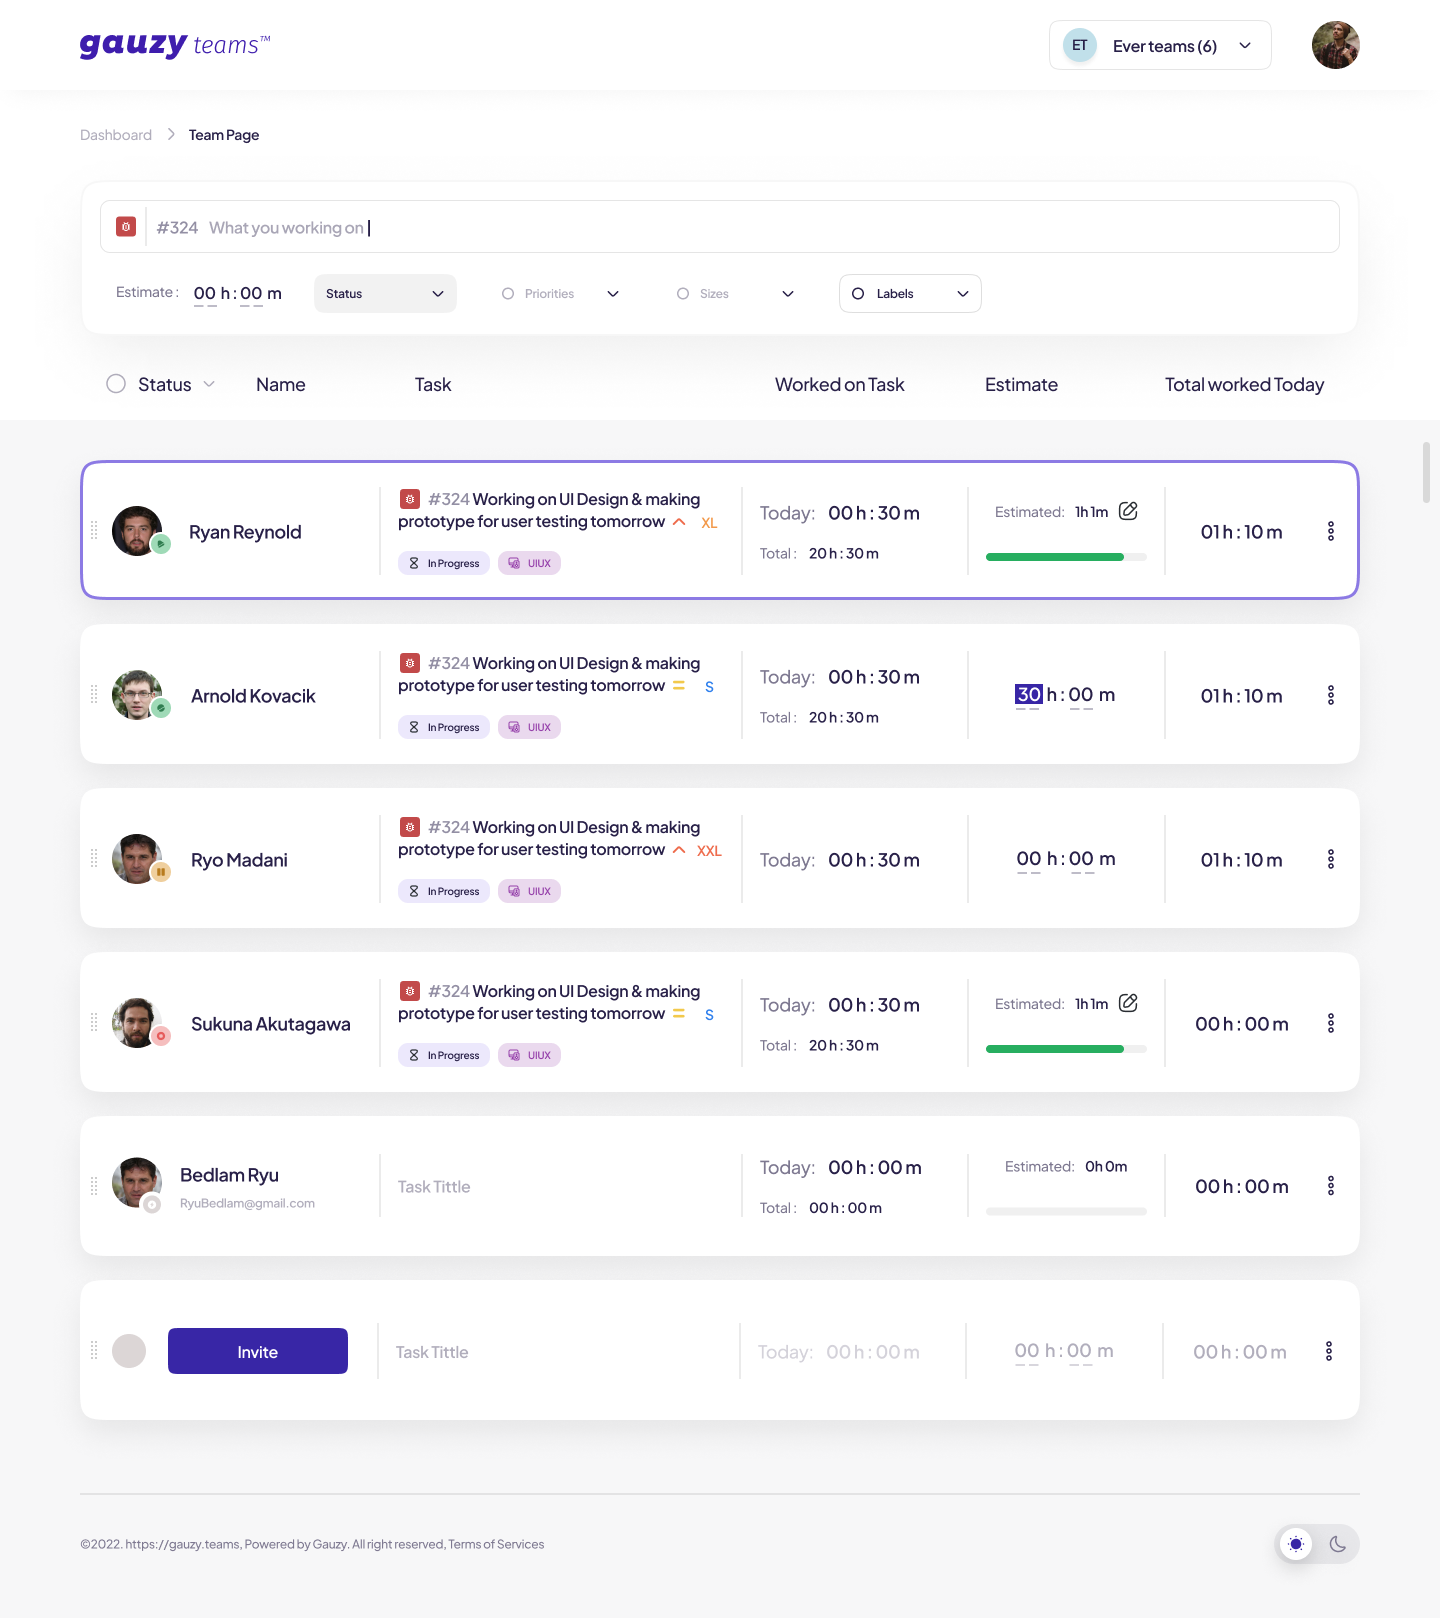 gauzy teams™
ET Ever teams (6)
Dashboard Team Page
#324 What you working on
Estimate : 00 h : 00 m Status Priorities Sizes Labels
Status Name Task Worked on Task Estimate Total worked Today
Ryan Reynold
#324 Working on UI Design & making
prototype for user testing tomorrow XL
In Progress UIUX
Today: 00 h : 30 m
Total : 20 h : 30 m
Estimated: 1h 1m
01 h : 10 m
Arnold Kovacik
#324 Working on UI Design & making
prototype for user testing tomorrow S
In Progress UIUX
Today: 00 h : 30 m
Total : 20 h : 30 m
30 h : 00 m
01 h : 10 m
Ryo Madani
#324 Working on UI Design & making
prototype for user testing tomorrow XXL
In Progress UIUX
Today: 00 h : 30 m
00 h : 00 m
01 h : 10 m
Sukuna Akutagawa
#324 Working on UI Design & making
prototype for user testing tomorrow S
In Progress UIUX
Today: 00 h : 30 m
Total : 20 h : 30 m
Estimated: 1h 1m
00 h : 00 m
Bedlam Ryu
RyuBedlam@gmail.com
Task Tittle
Today: 00 h : 00 m
Total : 00 h : 00 m
Estimated: 0h 0m
00 h : 00 m
Invite
Task Tittle
Today: 00 h : 00 m
00 h : 00 m
00 h : 00 m
©2022. https://gauzy.teams, Powered by Gauzy. All right reserved, Terms of Services